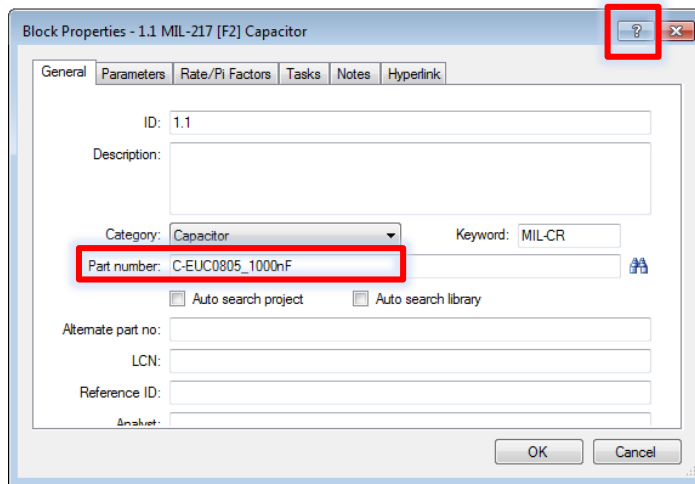 Block Properties - 1.1 MIL-217 [F2] Capacitor ?
General Parameters Rate/Pi Factors Tasks Notes Hyperlink
ID: 1.1
Description:
Category: Capacitor Keyword: MIL-CR
Part number: C-EUC0805_1000nF
Auto search project Auto search library
Alternate part no:
LCN:
Reference ID:
Analyst:
OK Cancel